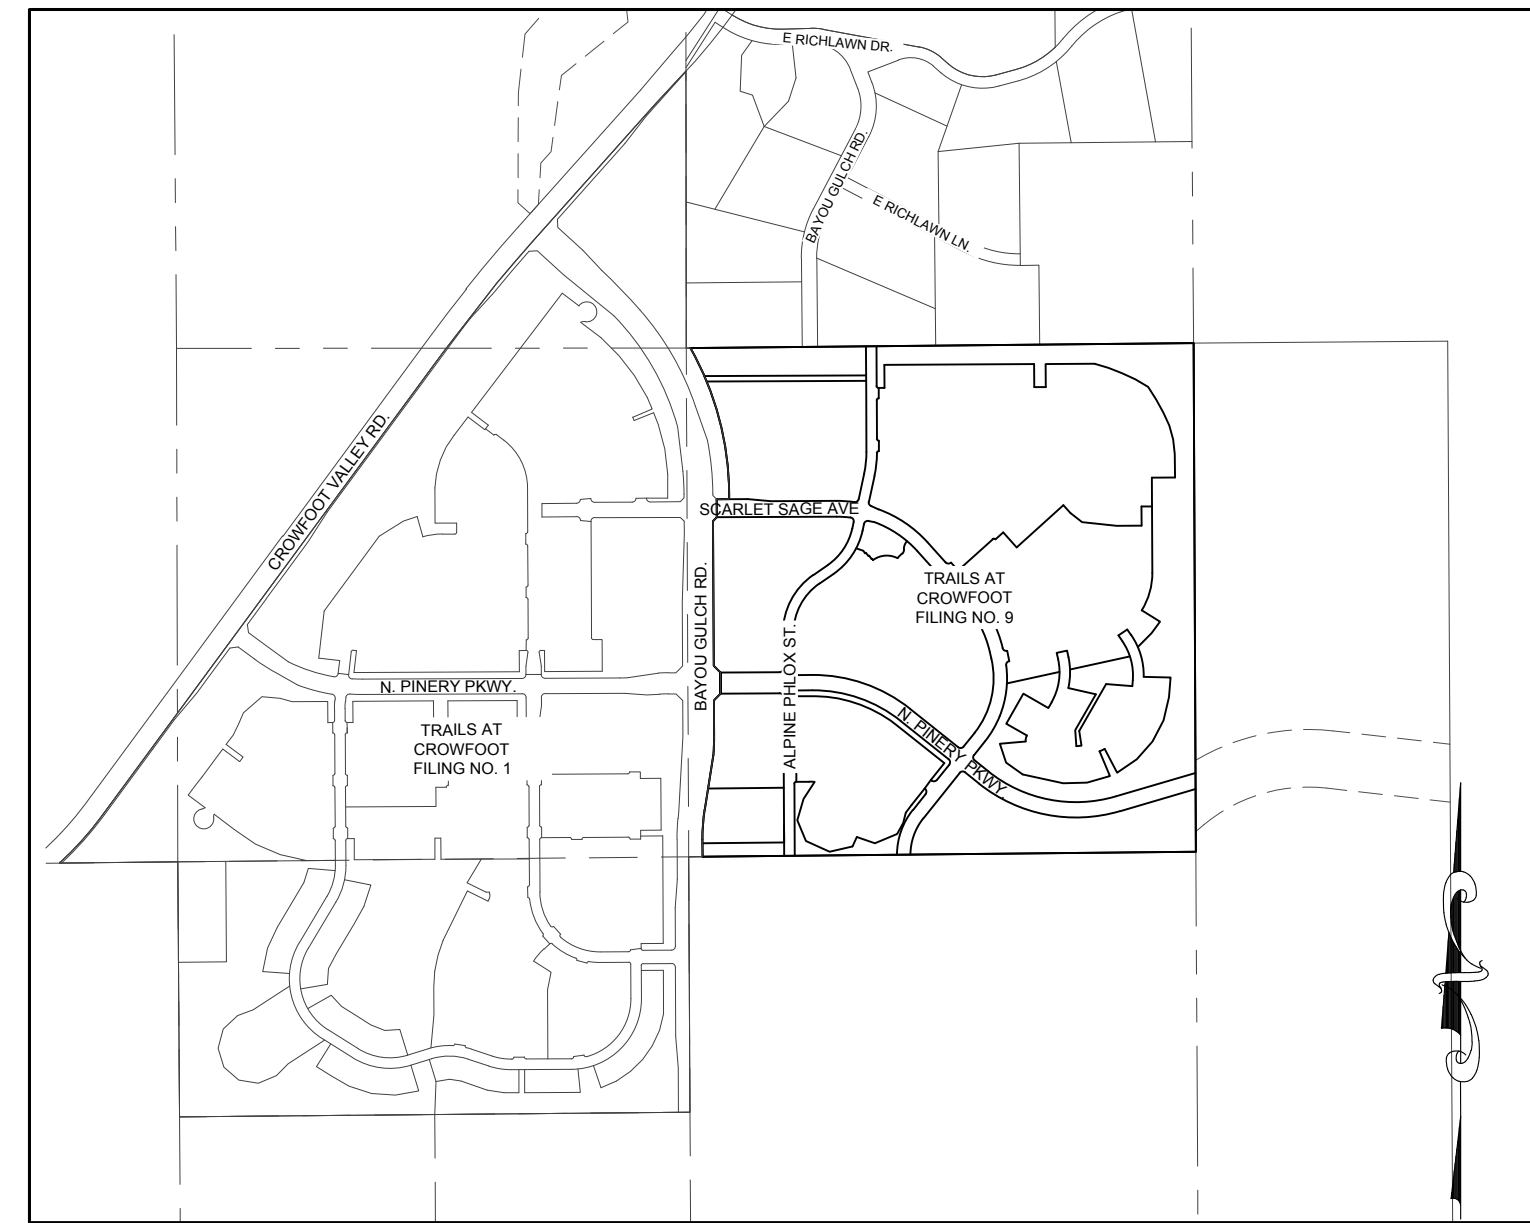 E RICHLAWN DR.
BAYOU GULCH RD.
E RICHLAWN LN.
CROWFOOT VALLEY RD.
SCARLET SAGE AVE
TRAILS AT
CROWFOOT
FILING NO. 9
BAYOU GULCH RD.
ALPINE PHLOX ST.
N. PINERY PKWY.
N. PINERY PKWY.
TRAILS AT
CROWFOOT
FILING NO. 1